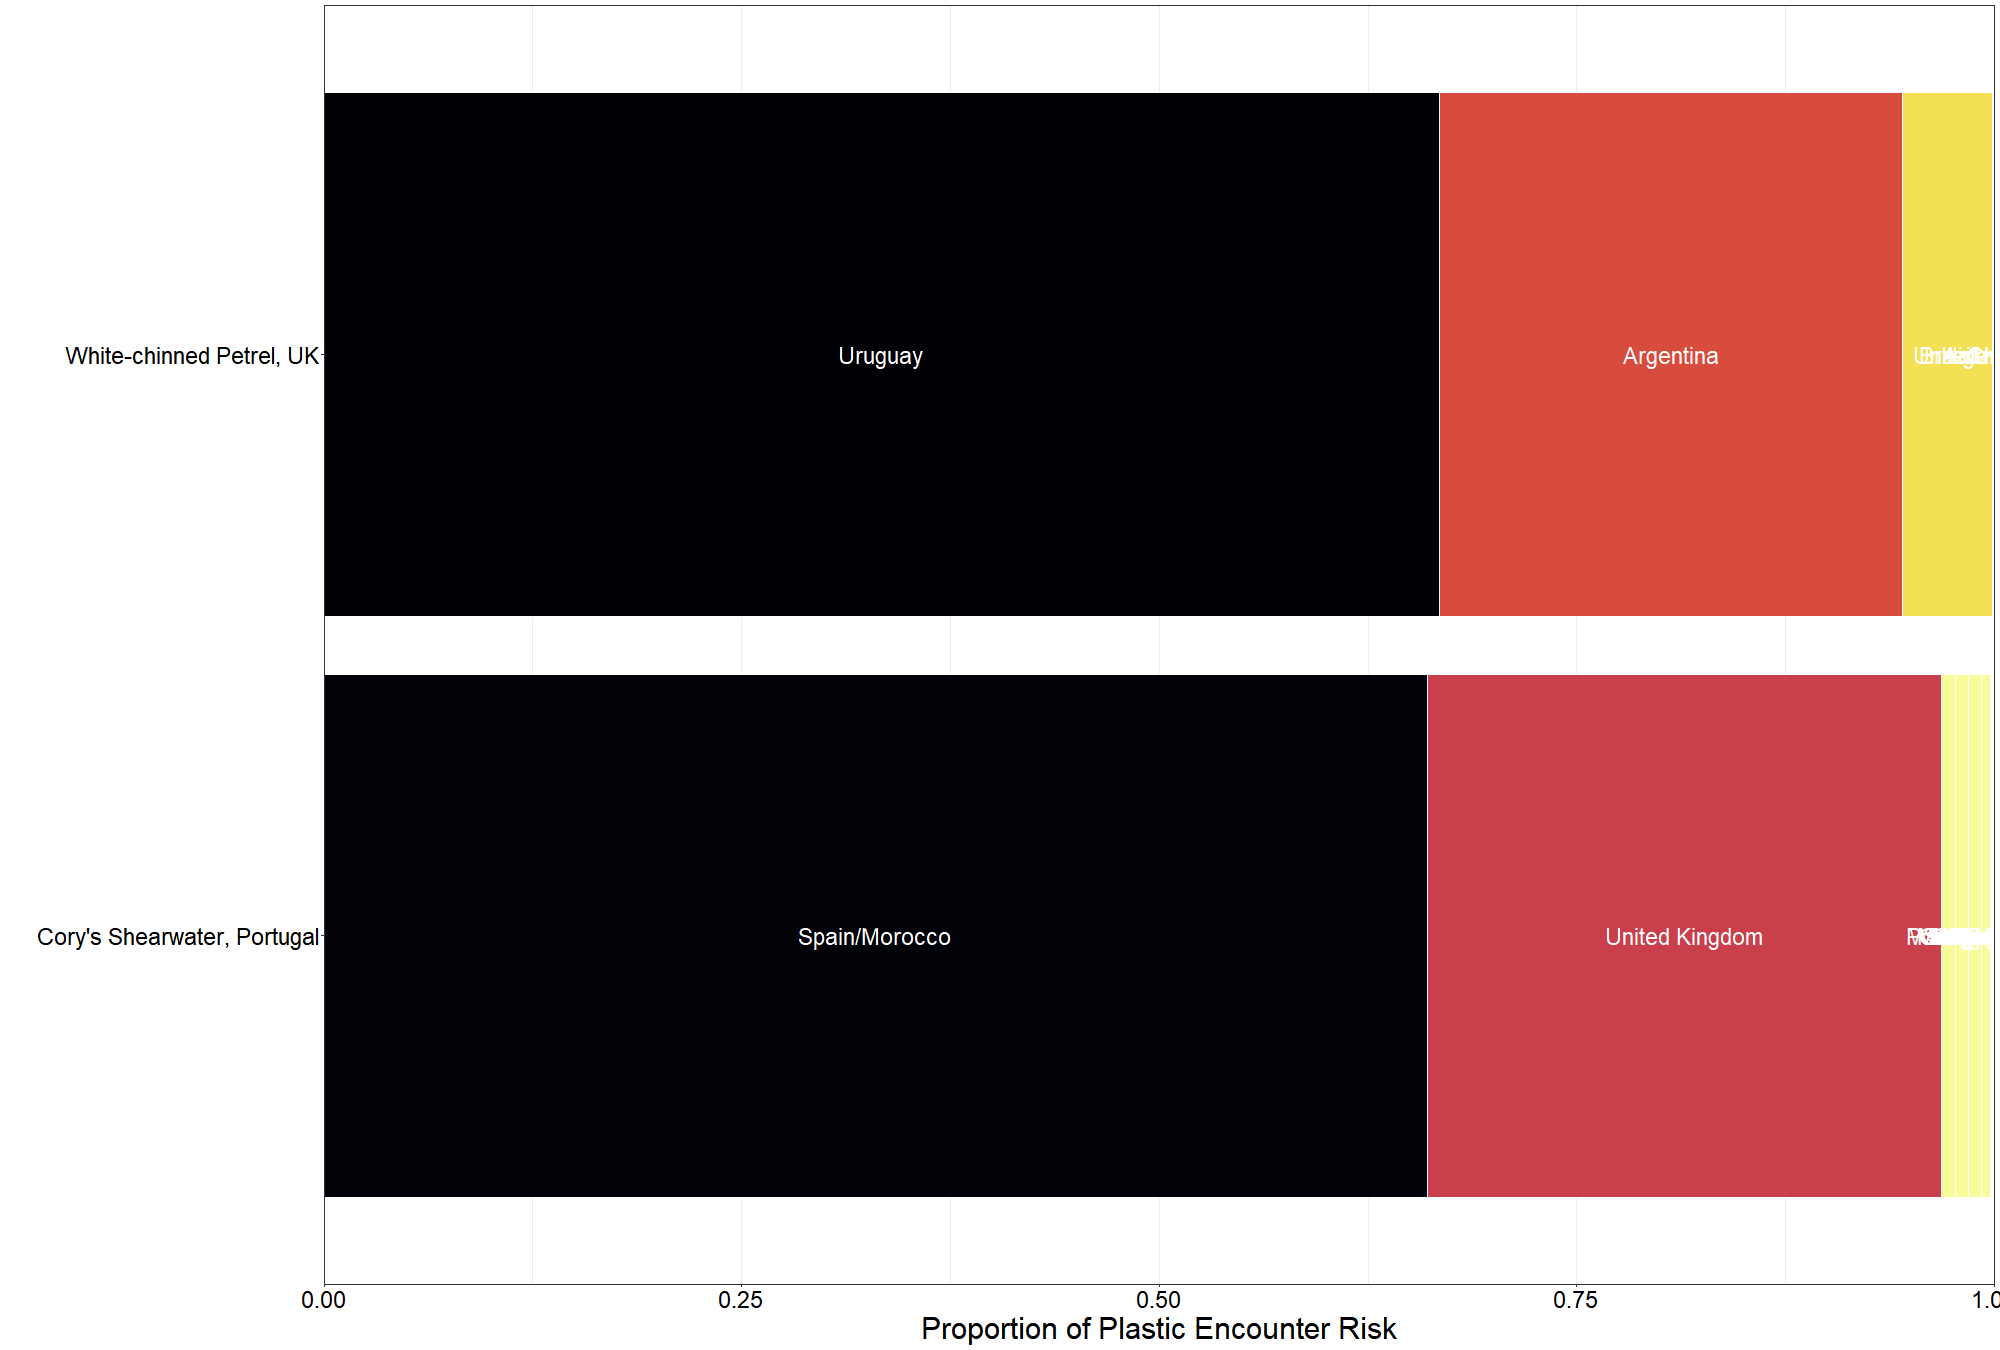 White-chinned Petrel, UK
Uruguay
Argentina
Cory's Shearwater, Portugal
Spain/Morocco
United Kingdom
0.00
0.25
0.50
0.75
1.0
Proportion of Plastic Encounter Risk